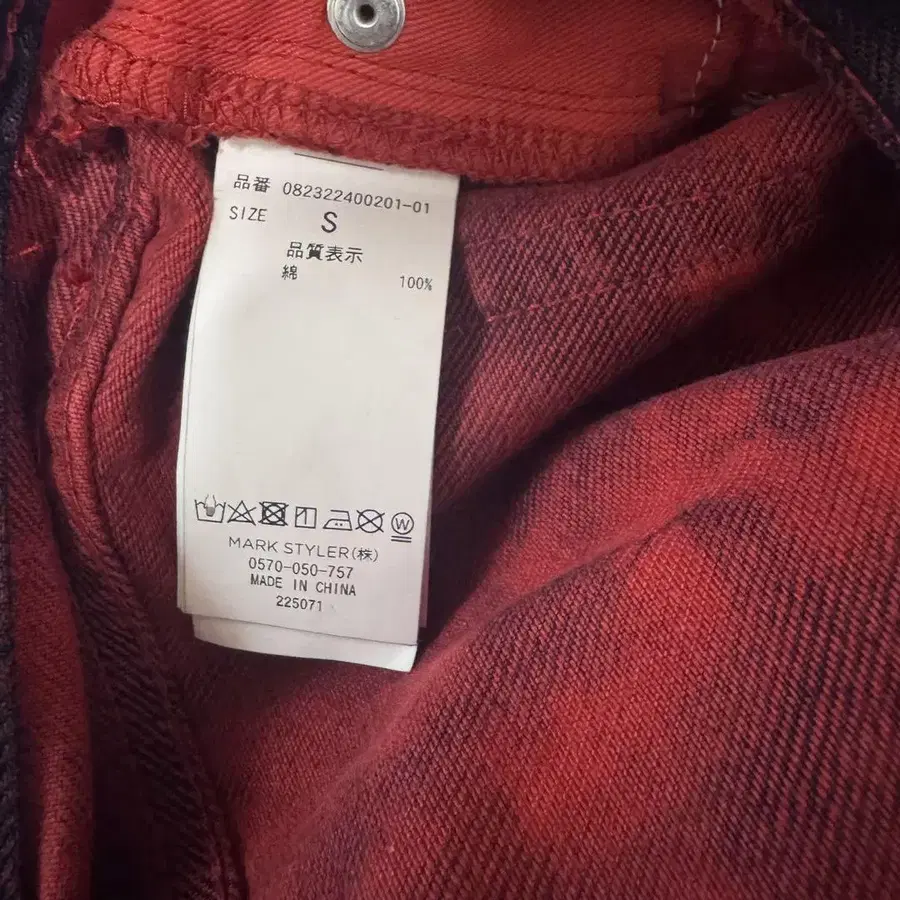 品番 082322400201-01
SIZE S
品質表示
綿 100%
W
MARK STYLER(株)
0570-050-757
MADE IN CHINA
225071